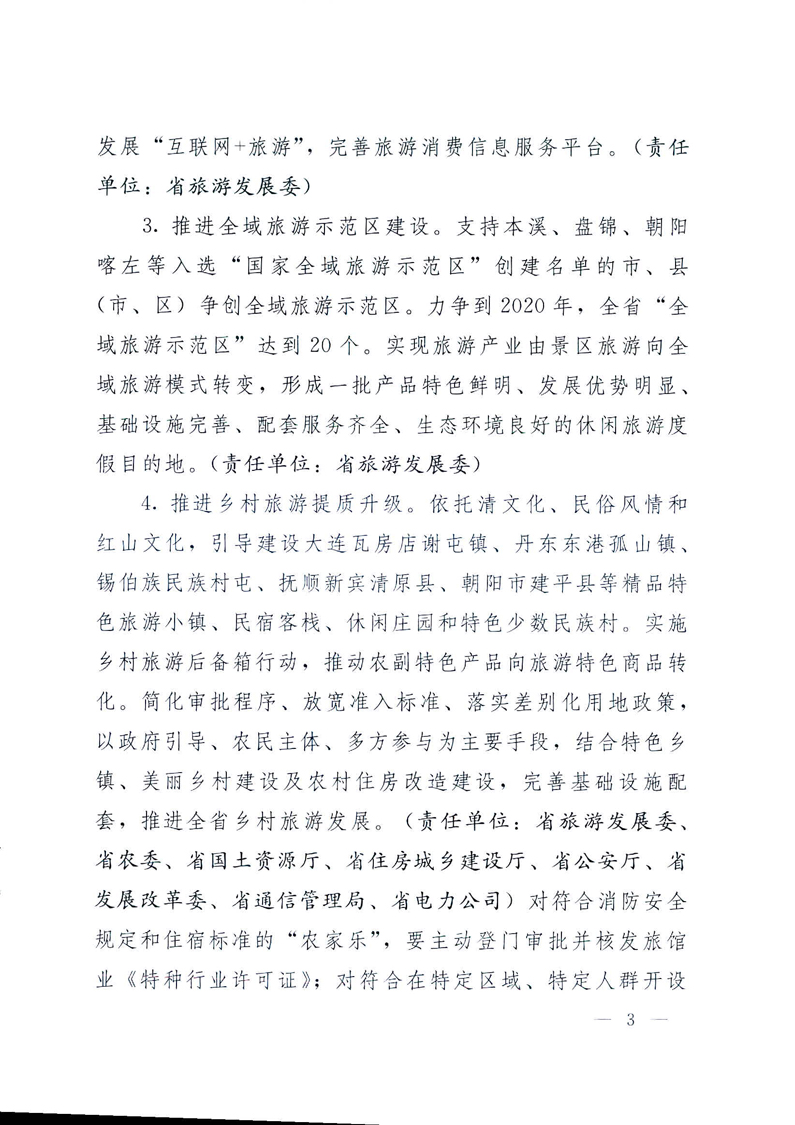 发展“互联网+旅游”，完善旅游消费信息服务平台。（责任
单位：省旅游发展委）
3. 推进全域旅游示范区建设。支持本溪、盘锦、朝阳
喀左等入选“国家全域旅游示范区”创建名单的市、县
（市、区）争创全域旅游示范区。力争到 2020 年，全省“全
域旅游示范区”达到 20 个。实现旅游产业由景区旅游向全
域旅游模式转变，形成一批产品特色鲜明、发展优势明显、
基础设施完善、配套服务齐全、生态环境良好的休闲旅游度
假目的地。（责任单位：省旅游发展委）
4. 推进乡村旅游提质升级。依托清文化、民俗风情和
红山文化，引导建设大连瓦房店谢屯镇、丹东东港孤山镇、
锡伯族民族村屯、抚顺新宾清原县、朝阳市建平县等精品特
色旅游小镇、民宿客栈、休闲庄园和特色少数民族村。实施
乡村旅游后备箱行动，推动农副特色产品向旅游特色商品转
化。简化审批程序、放宽准入标准、落实差别化用地政策，
以政府引导、农民主体、多方参与为主要手段，结合特色乡
镇、美丽乡村建设及农村住房改造建设，完善基础设施配
套，推进全省乡村旅游发展。（责任单位：省旅游发展委、
省农委、省国土资源厅、省住房城乡建设厅、省公安厅、省
发展改革委、省通信管理局、省电力公司）对符合消防安全
规定和住宿标准的“农家乐”，要主动登门审批并核发旅馆
业《特种行业许可证》；对符合在特定区域、特定人群开设
— 3 —